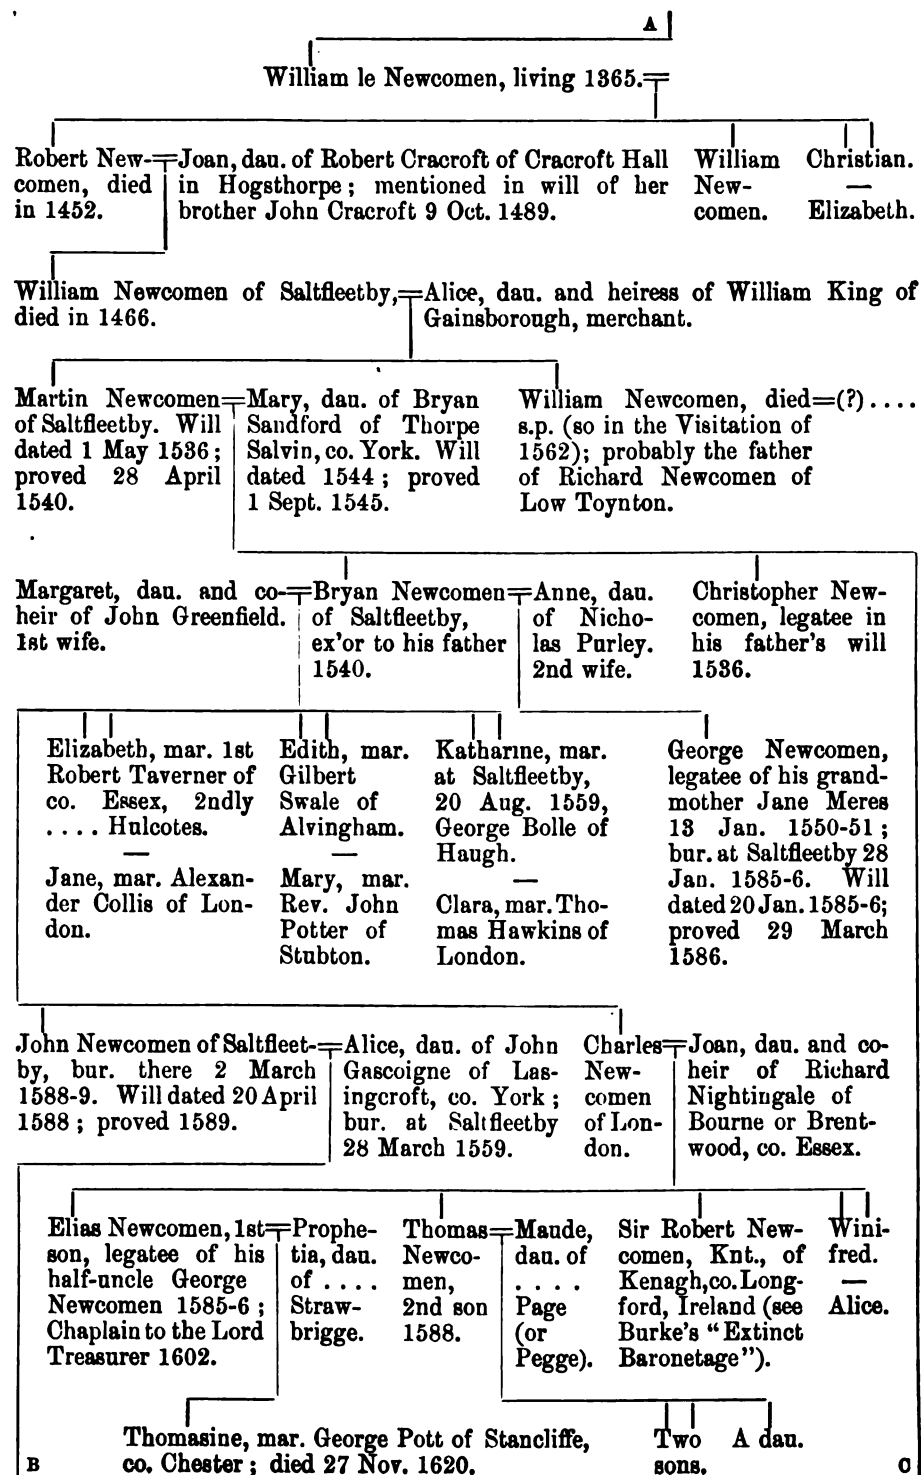 A
William le Newcomen, living 1365.
Robert New-
comen, died
in 1452.
Joan, dau. of Robert Cracroft of Cracroft Hall
in Hogsthorpe; mentioned in will of her
brother John Cracroft 9 Oct. 1489.
William
New-
comen.
Christian.
—
Elizabeth.
William Newcomen of Saltfleetby,
died in 1466.
Alice, dau. and heiress of William King of
Gainsborough, merchant.
Martin Newcomen
of Saltfleetby. Will
dated 1 May 1536;
proved 28 April
1540.
Mary, dau. of Bryan
Sandford of Thorpe
Salvin, co. York. Will
dated 1544; proved
1 Sept. 1545.
William Newcomen, died=(?)....
s.p. (so in the Visitation of
1562); probably the father
of Richard Newcomen of
Low Toynton.
Margaret, dau. and co-
heir of John Greenfield.
1st wife.
Bryan Newcomen
of Saltfleetby,
ex'or to his father
1540.
Anne, dau.
of Nicho-
las Purley.
2nd wife.
Christopher New-
comen, legatee in
his father's will
1536.
Elizabeth, mar. 1st
Robert Taverner of
co. Essex, 2ndly
.... Hulcotes.
—
Jane, mar. Alexan-
der Collis of Lon-
don.
Edith, mar.
Gilbert
Swale of
Alvingham.
—
Mary, mar.
Rev. John
Potter of
Stubton.
Katharine, mar.
at Saltfleetby,
20 Aug. 1559,
George Bolle of
Haugh.
—
Clara, mar. Tho-
mas Hawkins of
London.
George Newcomen,
legatee of his grand-
mother Jane Meres
13 Jan. 1550-51;
bur. at Saltfleetby 28
Jan. 1585-6. Will
dated 20 Jan. 1585-6;
proved 29 March
1586.
John Newcomen of Saltfleet-
by, bur. there 2 March
1588-9. Will dated 20 April
1588; proved 1589.
Alice, dau. of John
Gascoigne of Las-
ingcroft, co. York;
bur. at Saltfleetby
28 March 1559.
Charles
New-
comen
of Lon-
don.
Joan, dau. and co-
heir of Richard
Nightingale of
Bourne or Brent-
wood, co. Essex.
Elias Newcomen, 1st
son, legatee of his
half-uncle George
Newcomen 1585-6;
Chaplain to the Lord
Treasurer 1602.
Prophe-
tia, dau.
of ....
Straw-
brigge.
Thomas
Newco-
men,
2nd son
1588.
Maude,
dau. of
....
Page
(or
Pegge).
Sir Robert New-
comen, Knt., of
Kenagh, co. Long-
ford, Ireland (see
Burke's "Extinct
Baronetage").
Wini-
fred.
—
Alice.
Thomasine, mar. George Pott of Stancliffe,
co. Chester; died 27 Nov. 1620.
Two
sons.
A dau.
B
C